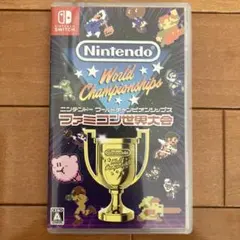 NINTENDO
SWITCH
Nintendo
World
Championships
ニンテンドー ワールドチャンピオンシップス
ファミコン世界大会
Nintendo
A